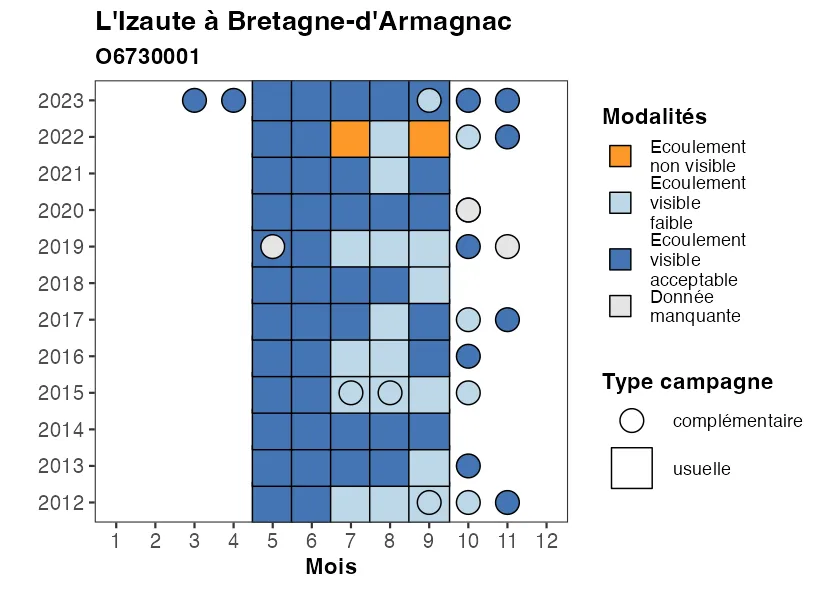 L'Izaute à Bretagne-d'Armagnac
O6730001
2023
2022
2021
2020
2019
2018
2017
2016
2015
2014
2013
2012
1 2 3 4 5 6 7 8 9 10 11 12
Mois
Modalités
Ecoulement
non visible
Ecoulement
visible
faible
Ecoulement
visible
acceptable
Donnée
manquante
Type campagne
complémentaire
usuelle